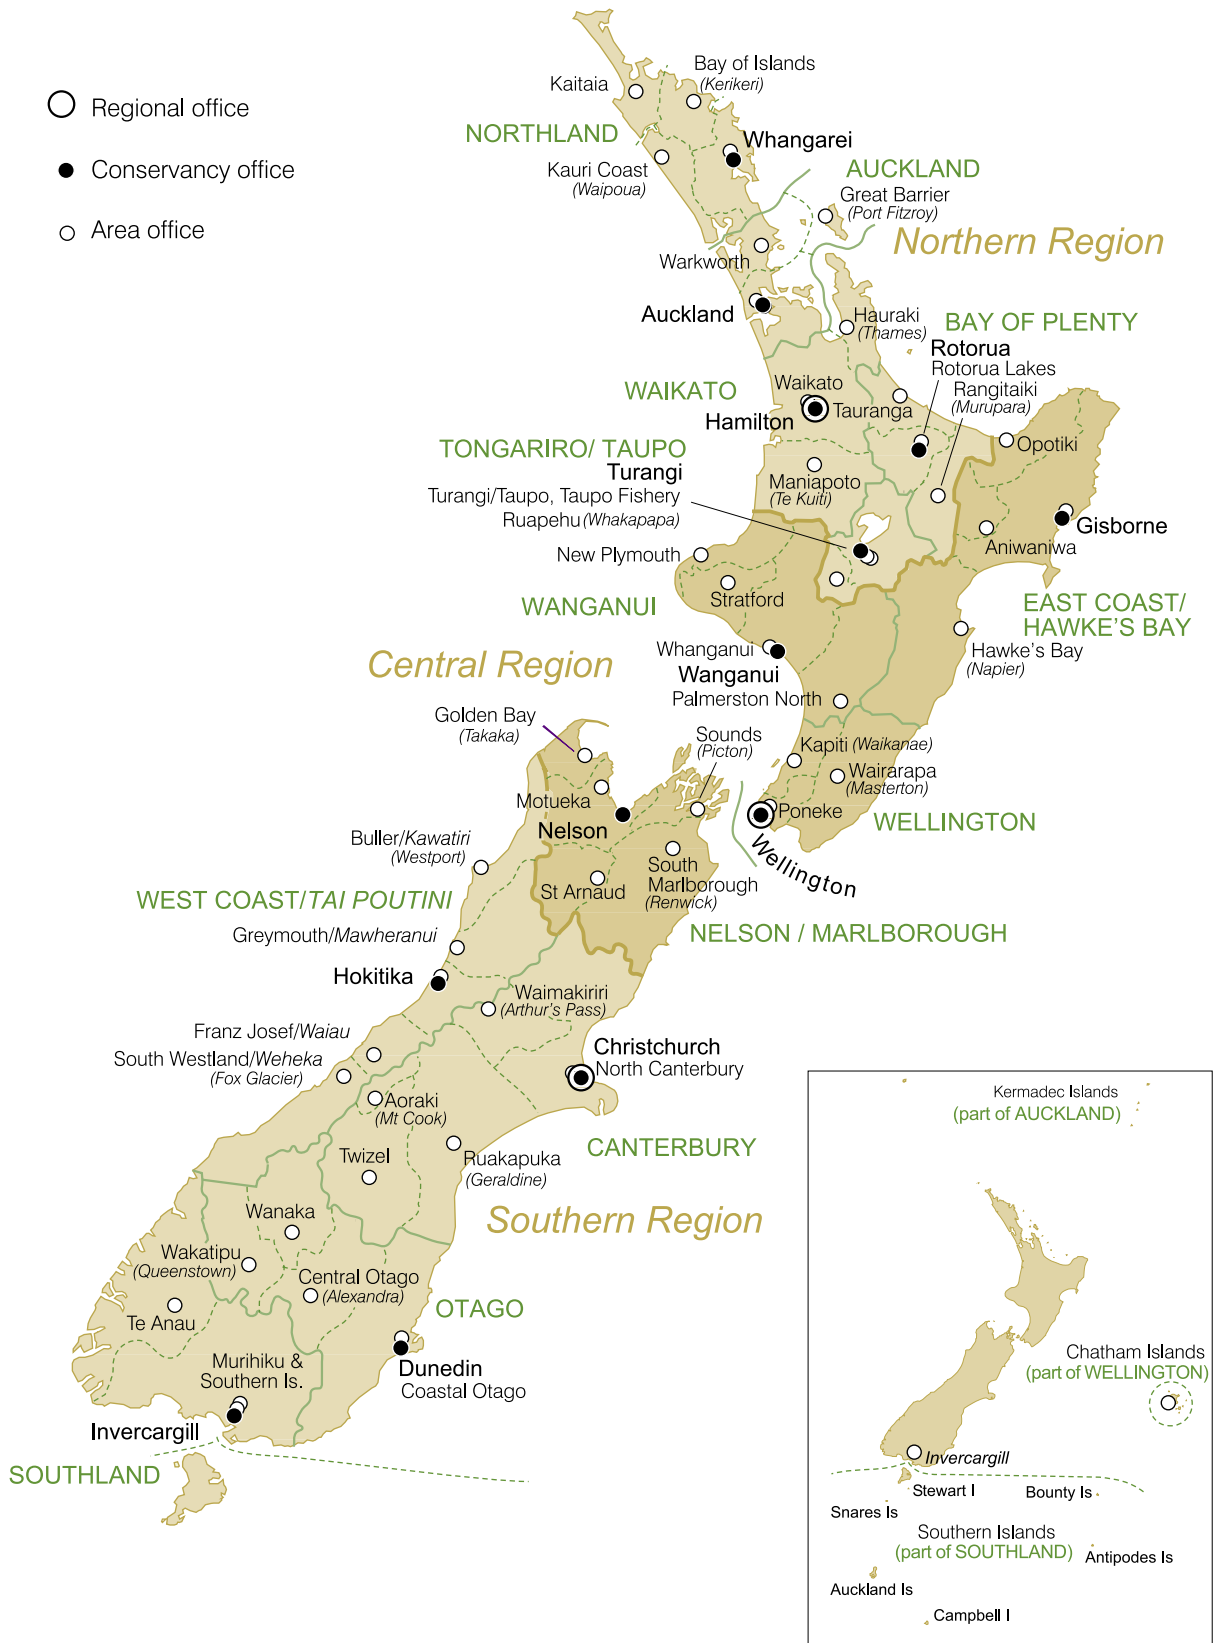 Regional office
Conservancy office
Area office
Kaitaia
Bay of Islands
(Kerikeri)
NORTHLAND
Whangarei
Kauri Coast
(Waipoua)
AUCKLAND
Great Barrier
(Port Fitzroy)
Northern Region
Warkworth
Auckland
Hauraki
(Thames)
BAY OF PLENTY
Rotorua
Rotorua Lakes
Rangitaiki
(Murupara)
WAIKATO
Waikato
Tauranga
Hamilton
Opotiki
TONGARIRO/ TAUPO
Turangi
Turangi/Taupo, Taupo Fishery
Ruapehu (Whakapapa)
Maniapoto
(Te Kuiti)
Gisborne
Aniwaniwa
New Plymouth
Stratford
WANGANUI
EAST COAST/
HAWKE'S BAY
Hawke's Bay
(Napier)
Whanganui
Wanganui
Palmerston North
Central Region
Golden Bay
(Takaka)
Sounds
(Picton)
Kapiti (Waikanae)
Wairarapa
(Masterton)
Motueka
Nelson
Poneke
WELLINGTON
Wellington
Buller/Kawatiri
(Westport)
South
Marlborough
(Renwick)
St Arnaud
WEST COAST/TAI POUTINI
NELSON / MARLBOROUGH
Greymouth/Mawheranui
Hokitika
Waimakiriri
(Arthur's Pass)
Franz Josef/Waiau
South Westland/Weheka
(Fox Glacier)
Christchurch
North Canterbury
Aoraki
(Mt Cook)
CANTERBURY
Twizel
Ruakapuka
(Geraldine)
Southern Region
Wanaka
Wakatipu
(Queenstown)
Central Otago
(Alexandra)
OTAGO
Te Anau
Murihiku &
Southern Is.
Dunedin
Coastal Otago
Invercargill
SOUTHLAND
Kermadec Islands
(part of AUCKLAND)
Chatham Islands
(part of WELLINGTON)
Invercargill
Stewart I
Bounty Is
Snares Is
Southern Islands
(part of SOUTHLAND)
Antipodes Is
Auckland Is
Campbell I